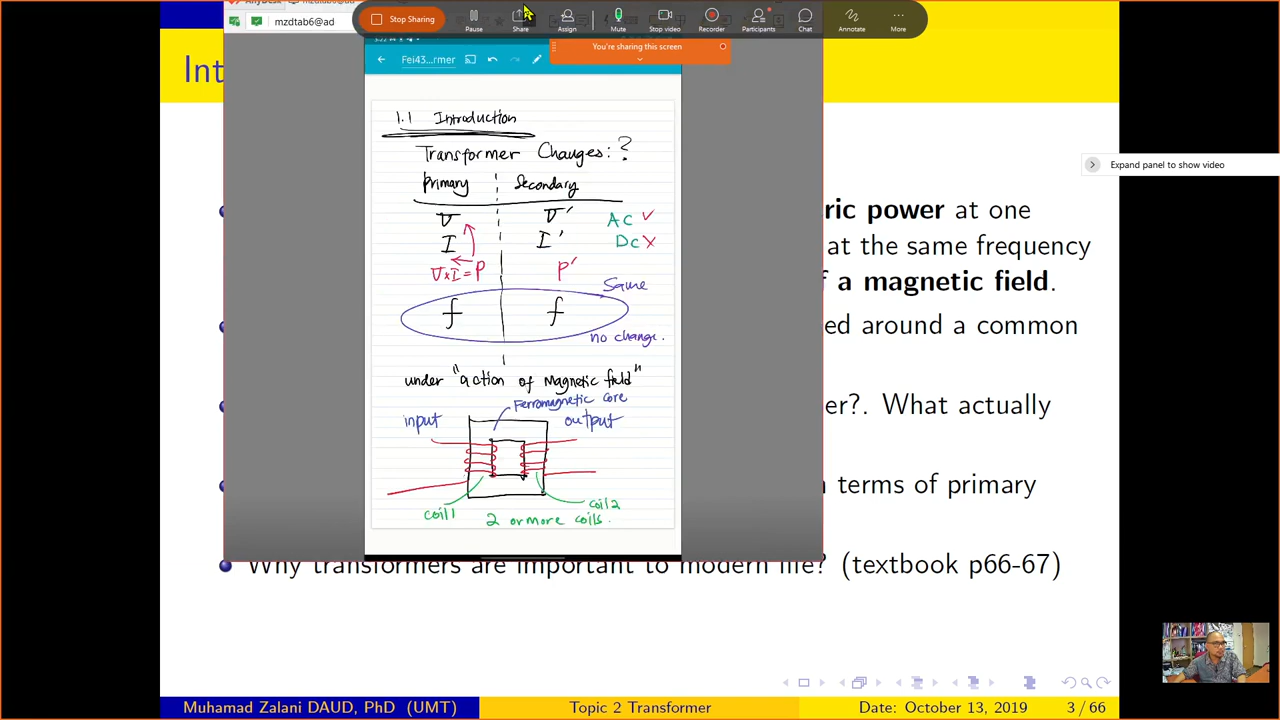 AnyDesk
mzdtab6@ad
Stop Sharing
Pause
Share
Assign
Mute
Stop video
Recorder
Participants
Chat
Annotate
More
You're sharing this screen
Fei43...rmer
Expand panel to show video
Int
1.1 Introduction
Transformer Changes: ?
Primary Secondary
V V' AC ✓
I I' DC X
V×I = P P'
Same
f f
no change.
under "action of Magnetic field"
Ferromagnetic core
input output
coil1 coil2
2 or more coils.
ric power at one
at the same frequency
f a magnetic field.
ed around a common
er?. What actually
n terms of primary
Why transformers are important to modern life? (textbook p66-67)
Muhamad Zalani DAUD, PhD (UMT) Topic 2 Transformer Date: October 13, 2019 3 / 66